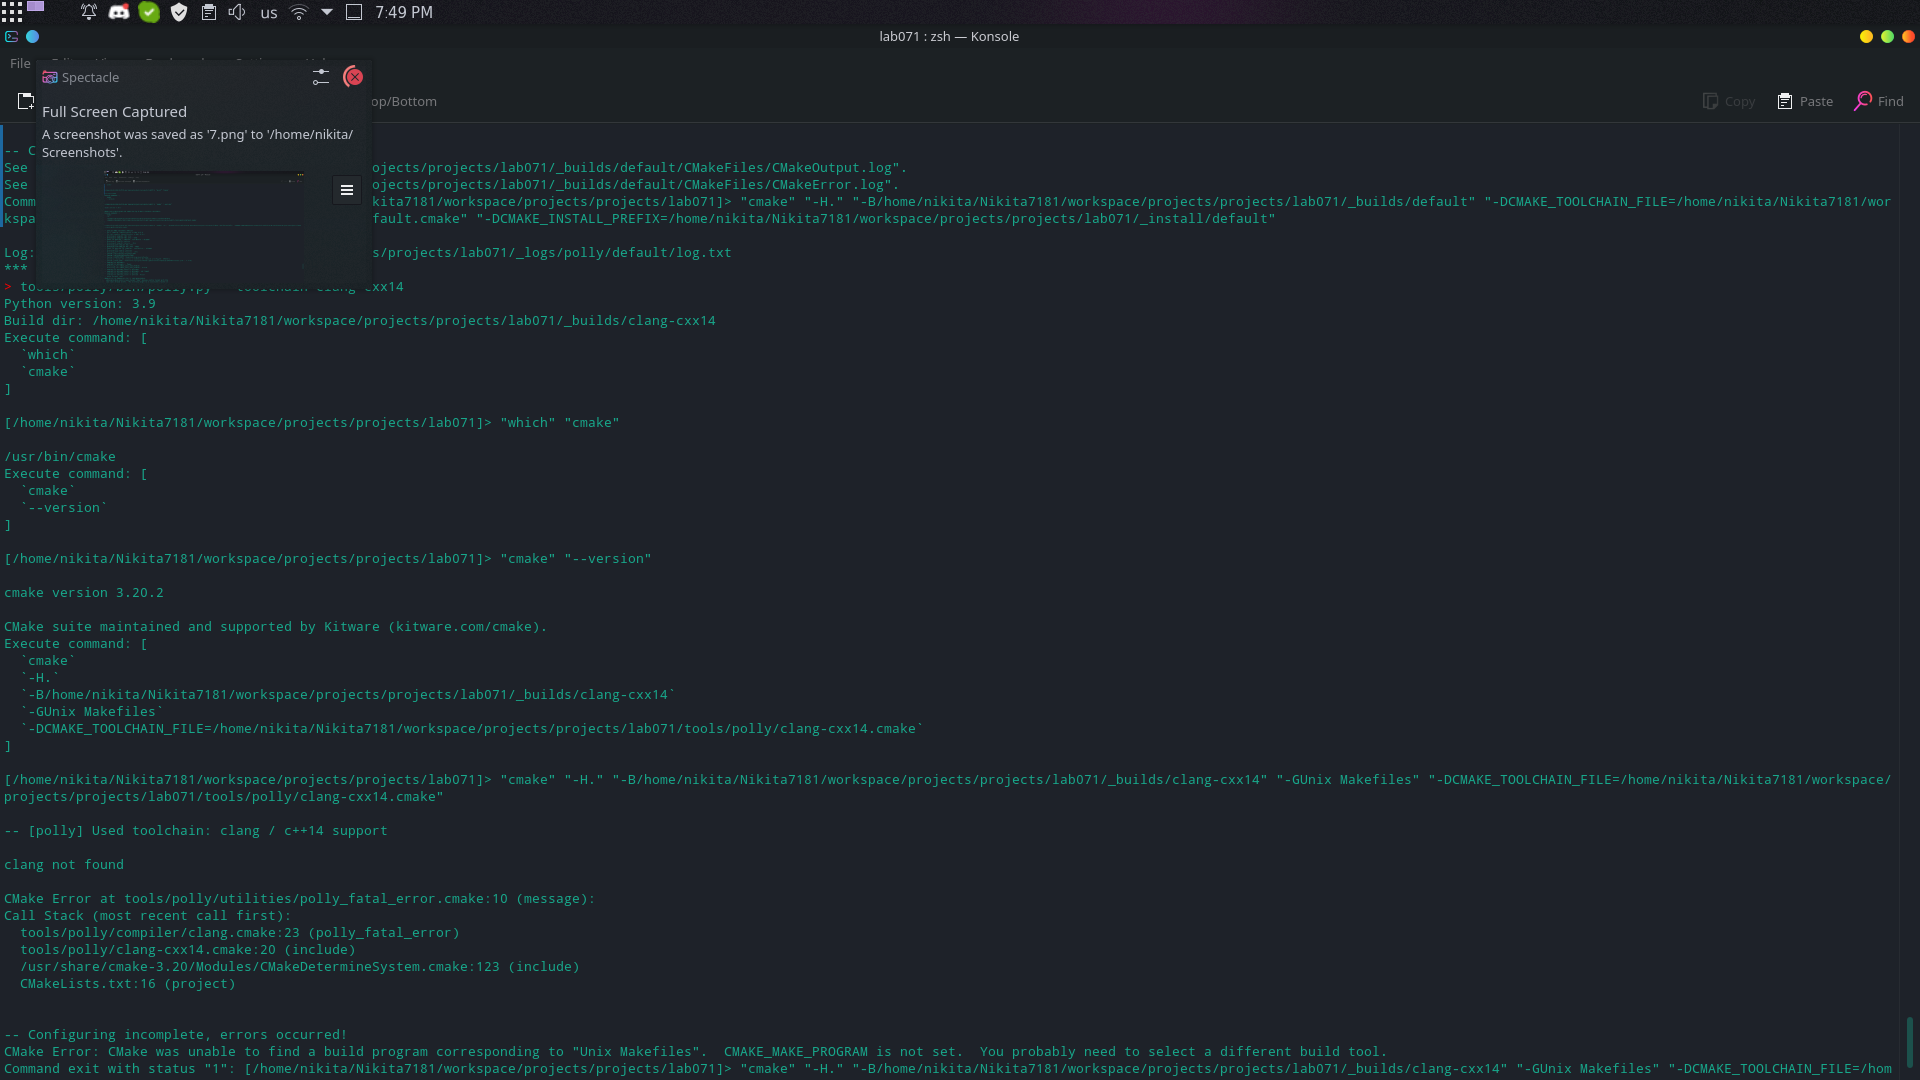 us
7:49 PM
lab071 : zsh — Konsole
File
Spectacle
Full Screen Captured
A screenshot was saved as '7.png' to '/home/nikita/
Screenshots'.
op/Bottom
Copy
Paste
Find
-- C
See ojects/projects/lab071/_builds/default/CMakeFiles/CMakeOutput.log".
See ojects/projects/lab071/_builds/default/CMakeFiles/CMakeError.log".
Comm kita7181/workspace/projects/projects/lab071]> "cmake" "-H." "-B/home/nikita/Nikita7181/workspace/projects/projects/lab071/_builds/default" "-DCMAKE_TOOLCHAIN_FILE=/home/nikita/Nikita7181/wor
kspa fault.cmake" "-DCMAKE_INSTALL_PREFIX=/home/nikita/Nikita7181/workspace/projects/projects/lab071/_install/default"
Log: s/projects/lab071/_logs/polly/default/log.txt
***
> tools/polly/bin/polly.py --toolchain clang-cxx14
Python version: 3.9
Build dir: /home/nikita/Nikita7181/workspace/projects/projects/lab071/_builds/clang-cxx14
Execute command: [
`which`
`cmake`
]
[/home/nikita/Nikita7181/workspace/projects/projects/lab071]> "which" "cmake"
/usr/bin/cmake
Execute command: [
`cmake`
`--version`
]
[/home/nikita/Nikita7181/workspace/projects/projects/lab071]> "cmake" "--version"
cmake version 3.20.2
CMake suite maintained and supported by Kitware (kitware.com/cmake).
Execute command: [
`cmake`
`-H.`
`-B/home/nikita/Nikita7181/workspace/projects/projects/lab071/_builds/clang-cxx14`
`-GUnix Makefiles`
`-DCMAKE_TOOLCHAIN_FILE=/home/nikita/Nikita7181/workspace/projects/projects/lab071/tools/polly/clang-cxx14.cmake`
]
[/home/nikita/Nikita7181/workspace/projects/projects/lab071]> "cmake" "-H." "-B/home/nikita/Nikita7181/workspace/projects/projects/lab071/_builds/clang-cxx14" "-GUnix Makefiles" "-DCMAKE_TOOLCHAIN_FILE=/home/nikita/Nikita7181/workspace/
projects/projects/lab071/tools/polly/clang-cxx14.cmake"
-- [polly] Used toolchain: clang / c++14 support
clang not found
CMake Error at tools/polly/utilities/polly_fatal_error.cmake:10 (message):
Call Stack (most recent call first):
tools/polly/compiler/clang.cmake:23 (polly_fatal_error)
tools/polly/clang-cxx14.cmake:20 (include)
/usr/share/cmake-3.20/Modules/CMakeDetermineSystem.cmake:123 (include)
CMakeLists.txt:16 (project)
-- Configuring incomplete, errors occurred!
CMake Error: CMake was unable to find a build program corresponding to "Unix Makefiles".  CMAKE_MAKE_PROGRAM is not set.  You probably need to select a different build tool.
Command exit with status "1": [/home/nikita/Nikita7181/workspace/projects/projects/lab071]> "cmake" "-H." "-B/home/nikita/Nikita7181/workspace/projects/projects/lab071/_builds/clang-cxx14" "-GUnix Makefiles" "-DCMAKE_TOOLCHAIN_FILE=/hom